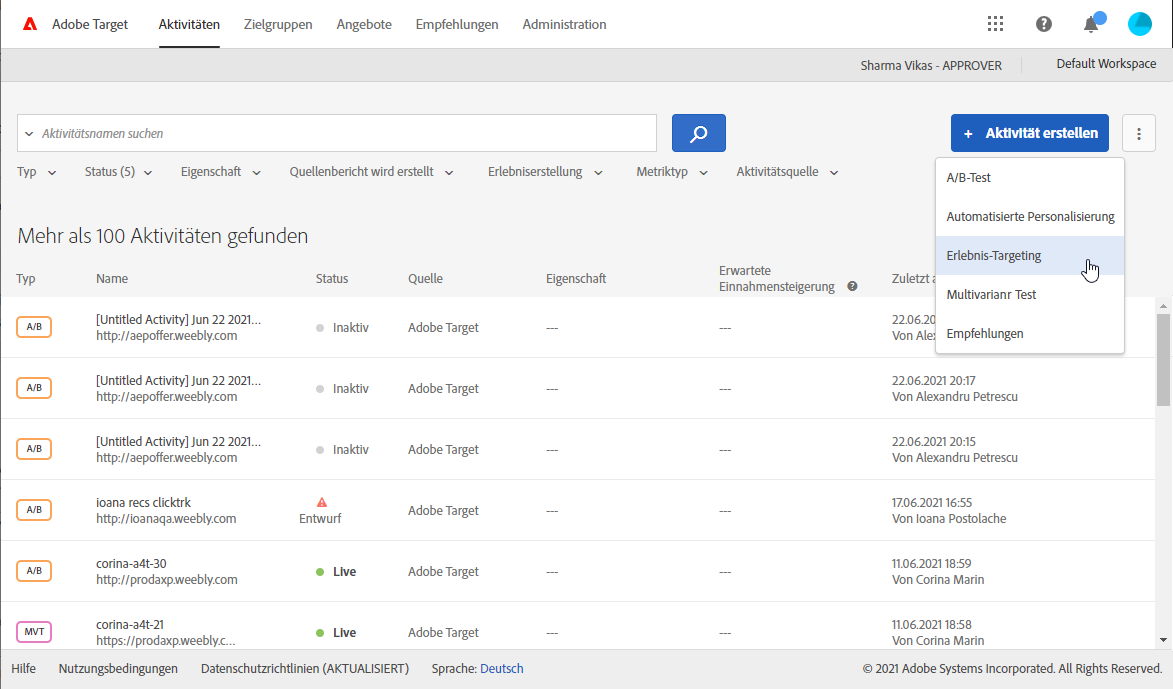 Adobe Target Aktivitäten Zielgruppen Angebote Empfehlungen Administration
Sharma Vikas - APPROVER Default Workspace
Aktivitätsnamen suchen
+ Aktivität erstellen
Typ Status (5) Eigenschaft Quellenbericht wird erstellt Erlebniserstellung Metriktyp Aktivitätsquelle
A/B-Test
Automatisierte Personalisierung
Erlebnis-Targeting
Multivarianr Test
Empfehlungen
Mehr als 100 Aktivitäten gefunden
Typ Name Status Quelle Eigenschaft Erwartete Einnahmensteigerung Zuletzt a
A/B [Untitled Activity] Jun 22 2021... Inaktiv Adobe Target --- --- 22.06.20
http://aepoffer.weebly.com Von Alex
A/B [Untitled Activity] Jun 22 2021... Inaktiv Adobe Target --- --- 22.06.2021 20:17
http://aepoffer.weebly.com Von Alexandru Petrescu
A/B [Untitled Activity] Jun 22 2021... Inaktiv Adobe Target --- --- 22.06.2021 20:15
http://aepoffer.weebly.com Von Alexandru Petrescu
A/B ioana recs clicktrk Entwurf Adobe Target --- --- 17.06.2021 16:55
http://ioanaqa.weebly.com Von Ioana Postolache
A/B corina-a4t-30 Live Adobe Target --- --- 11.06.2021 18:59
http://prodaxp.weebly.com Von Corina Marin
MVT corina-a4t-21 Live Adobe Target --- --- 11.06.2021 18:58
https://prodaxp.weebly.c... Von Corina Marin
Hilfe Nutzungsbedingungen Datenschutzrichtlinien (AKTUALISIERT) Sprache: Deutsch © 2021 Adobe Systems Incorporated. All Rights Reserved.